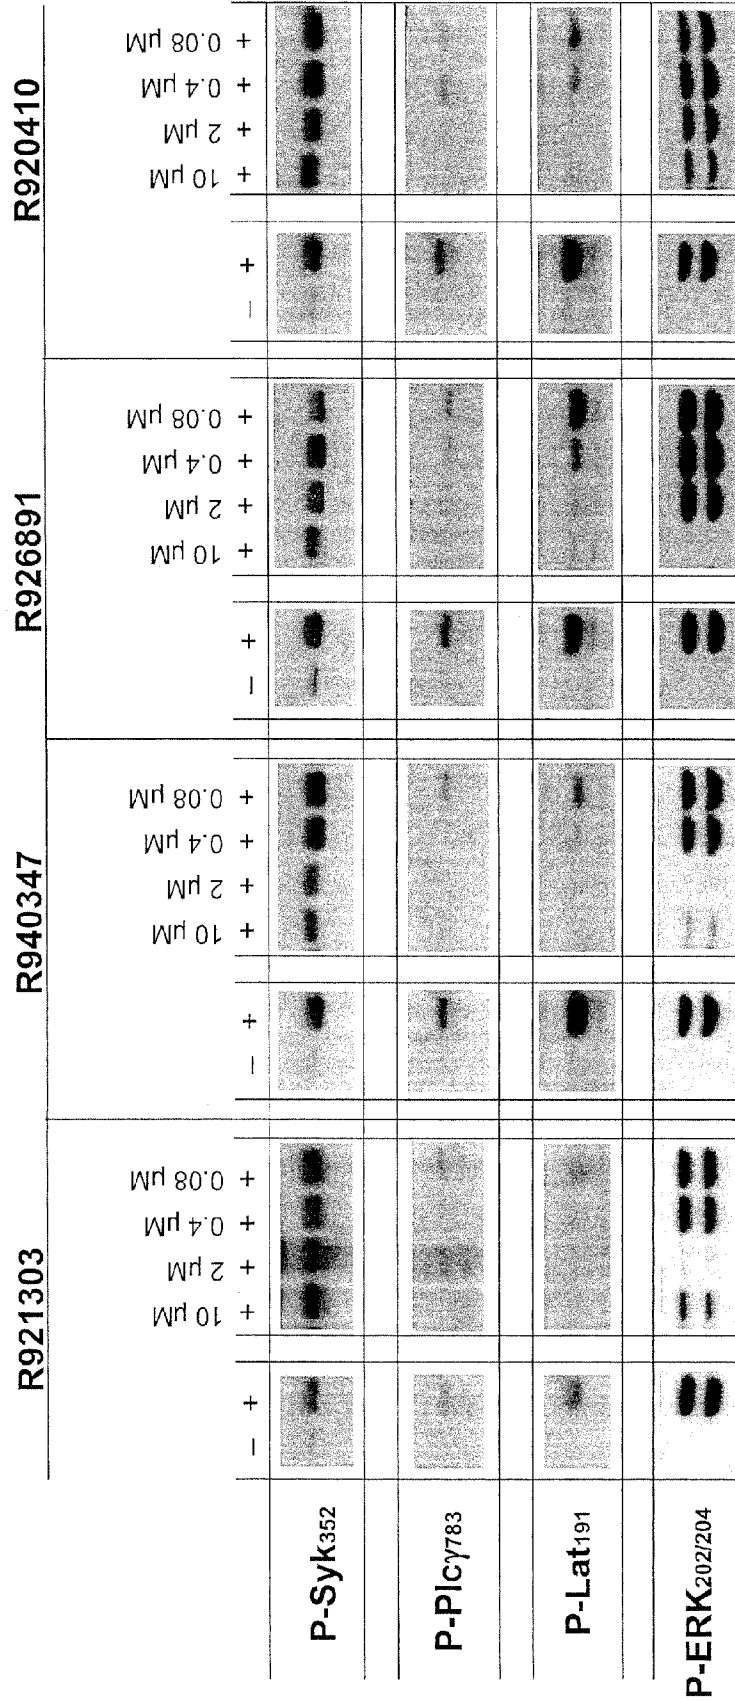 R921303 R940347 R926891 R920410
10 µM 2 µM 0.4 µM 0.08 µM 10 µM 2 µM 0.4 µM 0.08 µM 10 µM 2 µM 0.4 µM 0.08 µM 10 µM 2 µM 0.4 µM 0.08 µM
− + + + + + − + + + + + − + + + + + − + + + + +
P-Syk352
P-Plcγ783
P-Lat191
P-ERK202/204